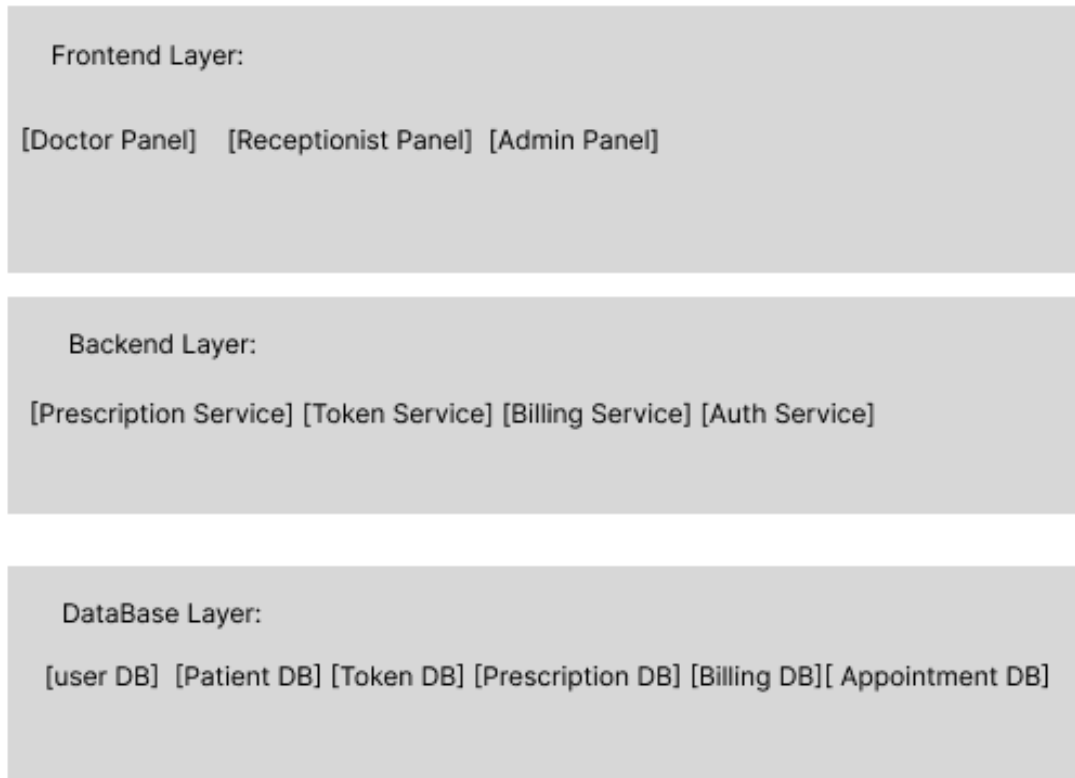 Frontend Layer:
[Doctor Panel] [Receptionist Panel] [Admin Panel]
Backend Layer:
[Prescription Service] [Token Service] [Billing Service] [Auth Service]
DataBase Layer:
[user DB] [Patient DB] [Token DB] [Prescription DB] [Billing DB][ Appointment DB]